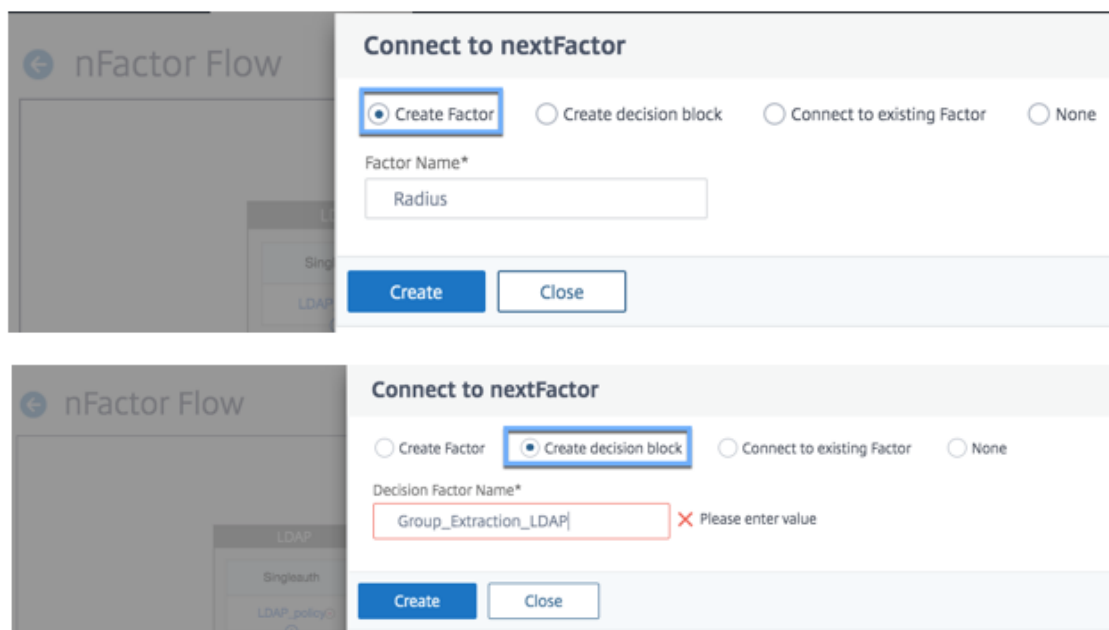 Connect to nextFactor
nFactor Flow
Create Factor Create decision block Connect to existing Factor None
Factor Name*
Radius
Singl
LDAP
Create Close
Connect to nextFactor
nFactor Flow
Create Factor Create decision block Connect to existing Factor None
Decision Factor Name*
Group_Extraction_LDAP Please enter value
LDAP
Singleauth
Create Close
LDAP_policy